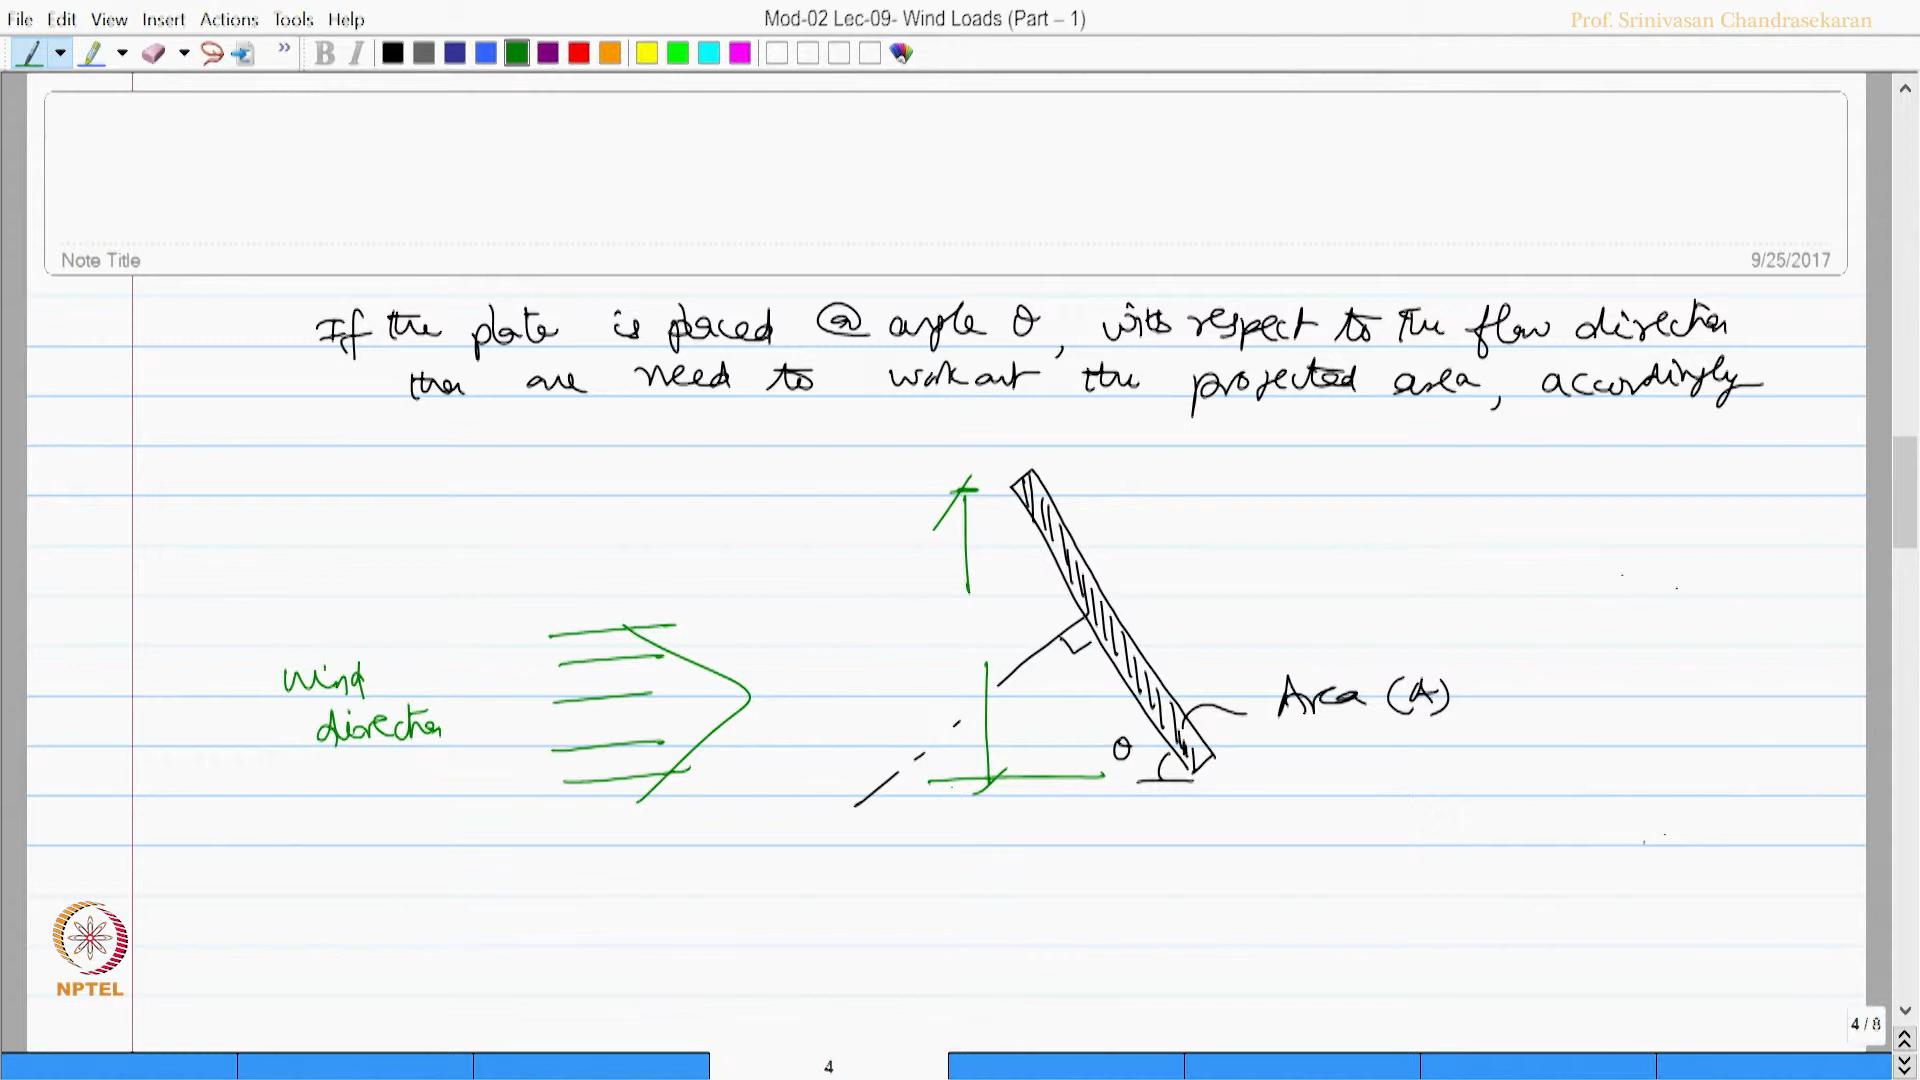 File Edit View Insert Actions Tools Help
Mod-02 Lec-09- Wind Loads (Part – 1)
Prof. Srinivasan Chandrasekaran
B I
Note Title
9/25/2017
If the plate is placed @ angle θ, with respect to the flow direction
then one need to work out the projected area, accordingly
Wind
direction
Area (A)
θ
NPTEL
4 / 8
4